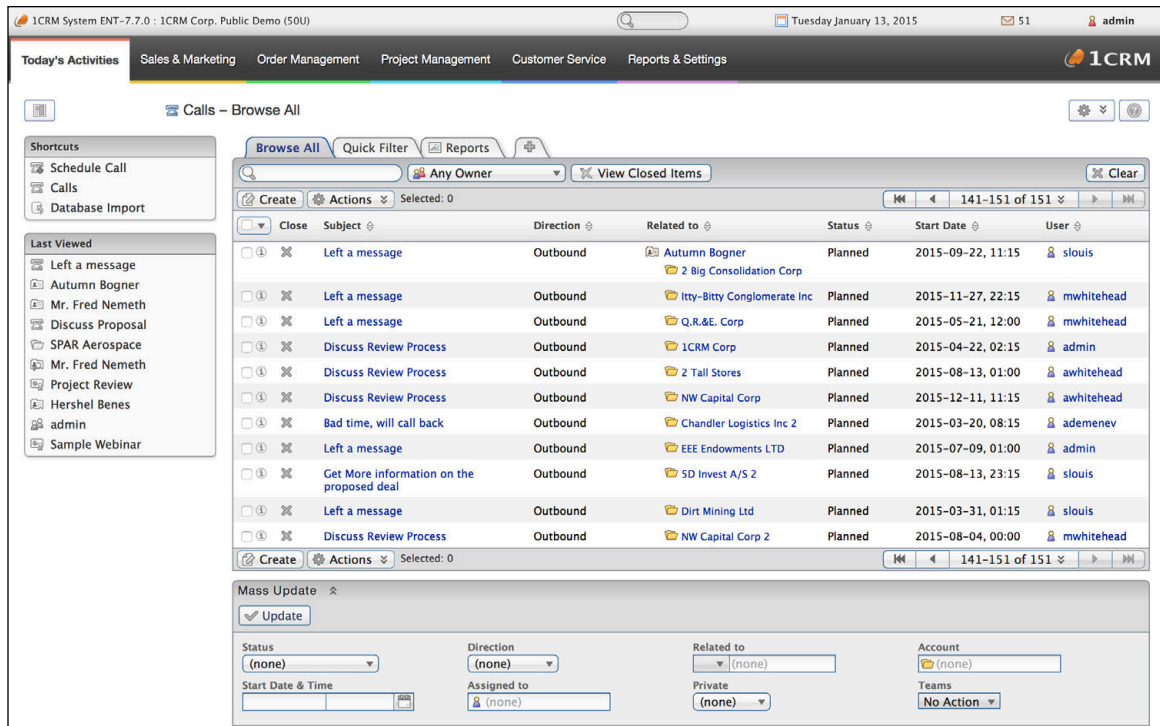 1CRM System ENT-7.7.0 : 1CRM Corp. Public Demo (50U) Tuesday January 13, 2015 51 admin
Today's Activities Sales & Marketing Order Management Project Management Customer Service Reports & Settings 1CRM
Calls – Browse All
Shortcuts
Schedule Call
Calls
Database Import
Last Viewed
Left a message
Autumn Bogner
Mr. Fred Nemeth
Discuss Proposal
SPAR Aerospace
Mr. Fred Nemeth
Project Review
Hershel Benes
admin
Sample Webinar
Browse All Quick Filter Reports
Any Owner View Closed Items Clear
Create Actions Selected: 0 141-151 of 151
Close Subject Direction Related to Status Start Date User
Left a message Outbound Autumn Bogner Planned 2015-09-22, 11:15 slouis
2 Big Consolidation Corp
Left a message Outbound Itty-Bitty Conglomerate Inc Planned 2015-11-27, 22:15 mwhitehead
Left a message Outbound Q.R.&E. Corp Planned 2015-05-21, 12:00 mwhitehead
Discuss Review Process Outbound 1CRM Corp Planned 2015-04-22, 02:15 admin
Discuss Review Process Outbound 2 Tall Stores Planned 2015-08-13, 01:00 awhitehead
Discuss Review Process Outbound NW Capital Corp Planned 2015-12-11, 11:15 awhitehead
Bad time, will call back Outbound Chandler Logistics Inc 2 Planned 2015-03-20, 08:15 ademenev
Left a message Outbound EEE Endowments LTD Planned 2015-07-09, 01:00 admin
Get More information on the Outbound 5D Invest A/S 2 Planned 2015-08-13, 23:15 slouis
proposed deal
Left a message Outbound Dirt Mining Ltd Planned 2015-03-31, 01:15 slouis
Discuss Review Process Outbound NW Capital Corp 2 Planned 2015-08-04, 00:00 mwhitehead
Create Actions Selected: 0 141-151 of 151
Mass Update
Update
Status Direction Related to Account
(none) (none) (none) (none)
Start Date & Time Assigned to Private Teams
(none) (none) No Action